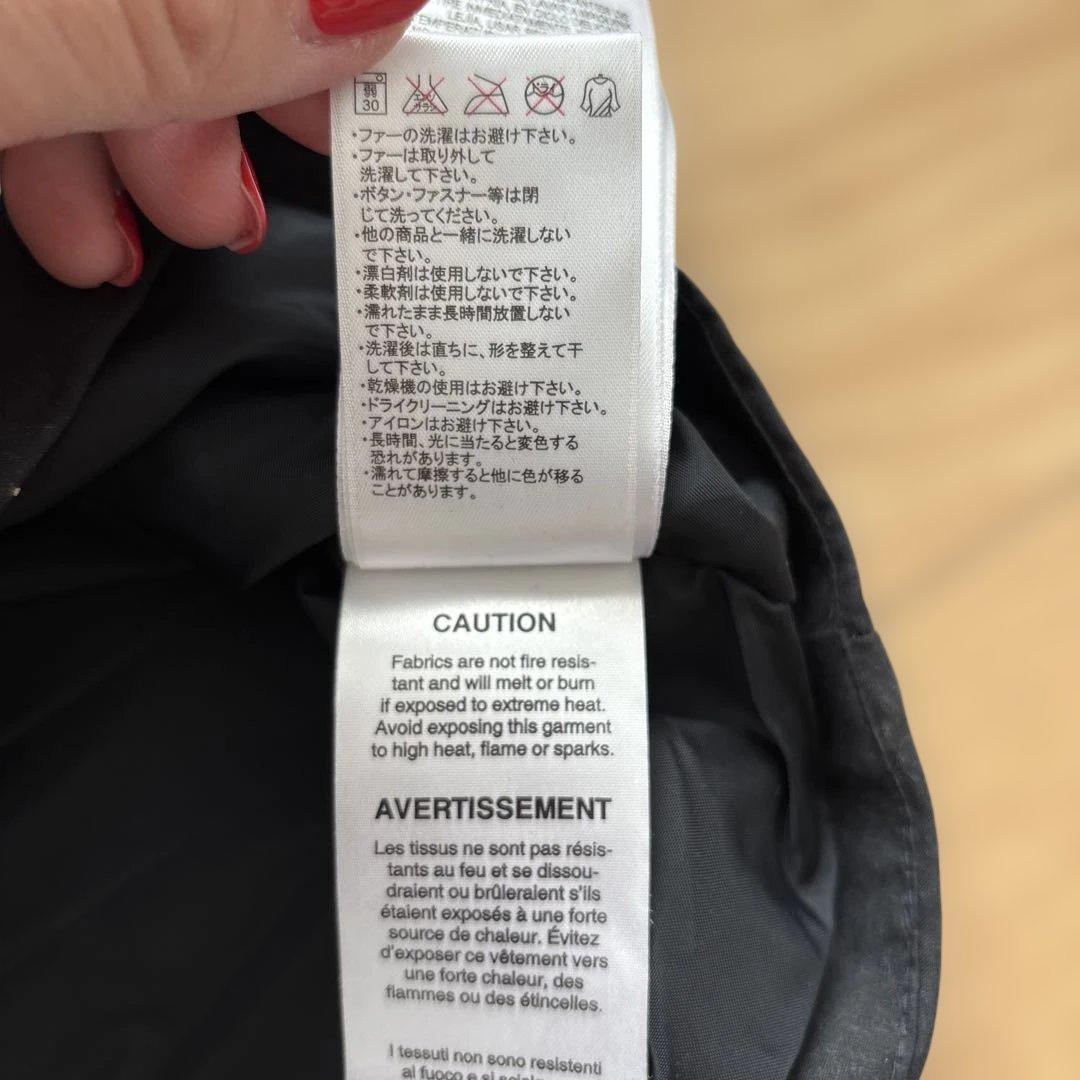 弱
30
エンソ
サラシ
ドライ
・ファーの洗濯はお避け下さい。
・ファーは取り外して
洗濯して下さい。
・ボタン・ファスナー等は閉
じて洗ってください。
・他の商品と一緒に洗濯しない
で下さい。
・漂白剤は使用しないで下さい。
・柔軟剤は使用しないで下さい。
・濡れたまま長時間放置しない
で下さい。
・洗濯後は直ちに、形を整えて干
して下さい。
・乾燥機の使用はお避け下さい。
・ドライクリーニングはお避け下さい。
・アイロンはお避け下さい。
・長時間、光に当たると変色する
恐れがあります。
・濡れて摩擦すると他に色が移る
ことがあります。
CAUTION
Fabrics are not fire resis-
tant and will melt or burn
if exposed to extreme heat.
Avoid exposing this garment
to high heat, flame or sparks.
AVERTISSEMENT
Les tissus ne sont pas résis-
tants au feu et se dissou-
draient ou brûleraient s'ils
étaient exposés à une forte
source de chaleur. Évitez
d'exposer ce vêtement vers
une forte chaleur, des
flammes ou des étincelles.
I tessuti non sono resistenti
al fuoco e si